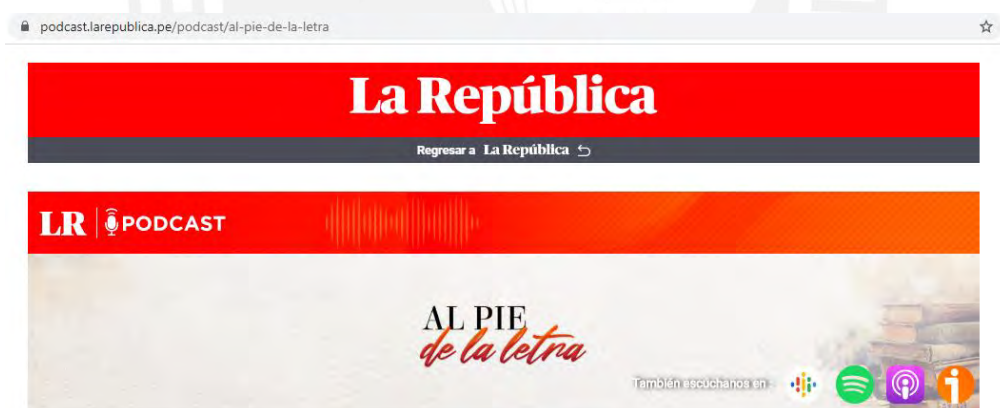 podcast.larepublica.pe/podcast/al-pie-de-la-letra
La República
Regresar a La República
LR PODCAST
AL PIE
de la letra
También escúchanos en